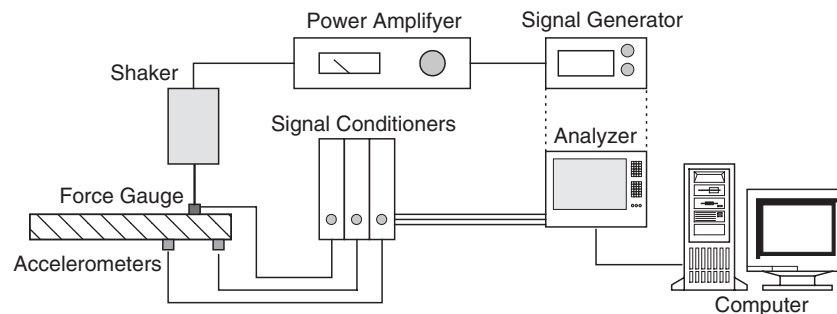 Power Amplifyer
Signal Generator
Shaker
Signal Conditioners
Analyzer
Force Gauge
Accelerometers
Computer